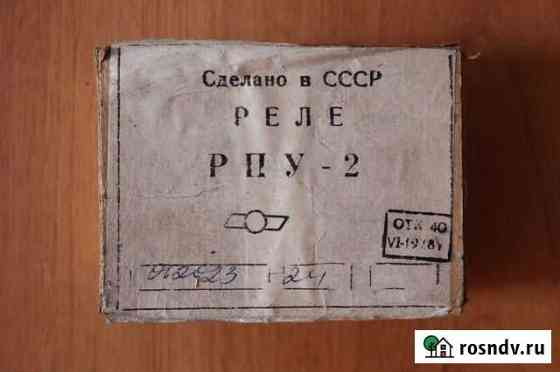 Сделано в СССР
РЕЛЕ
РПУ-2
ОТК 40
24
rosndv.ru